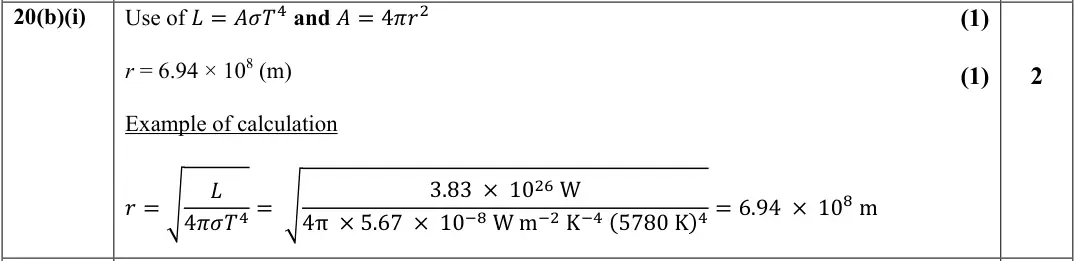 20(b)(i) Use of 𝐿 = 𝐴𝜎𝑇⁴ and 𝐴 = 4𝜋𝑟² (1)
r = 6.94 × 10⁸ (m) (1) 2
Example of calculation
𝑟 = √(𝐿 / 4𝜋𝜎𝑇⁴) = √(3.83 × 10²⁶ W / 4π × 5.67 × 10⁻⁸ W m⁻² K⁻⁴ (5780 K)⁴) = 6.94 × 10⁸ m